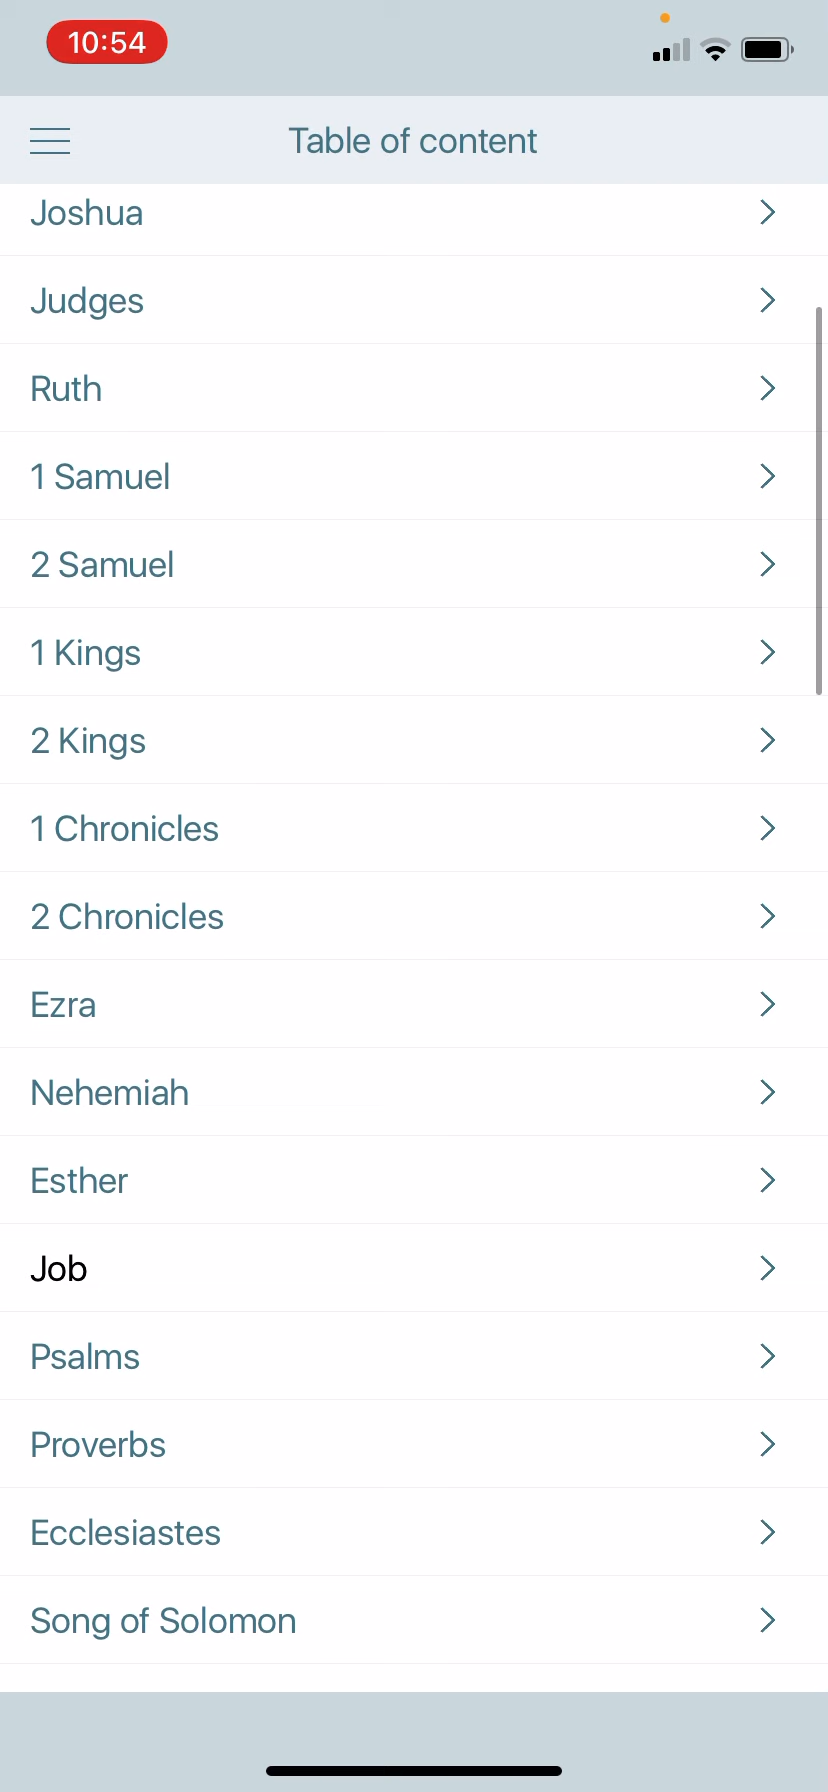 10:54
Table of content
Joshua
Judges
Ruth
1 Samuel
2 Samuel
1 Kings
2 Kings
1 Chronicles
2 Chronicles
Ezra
Nehemiah
Esther
Job
Psalms
Proverbs
Ecclesiastes
Song of Solomon